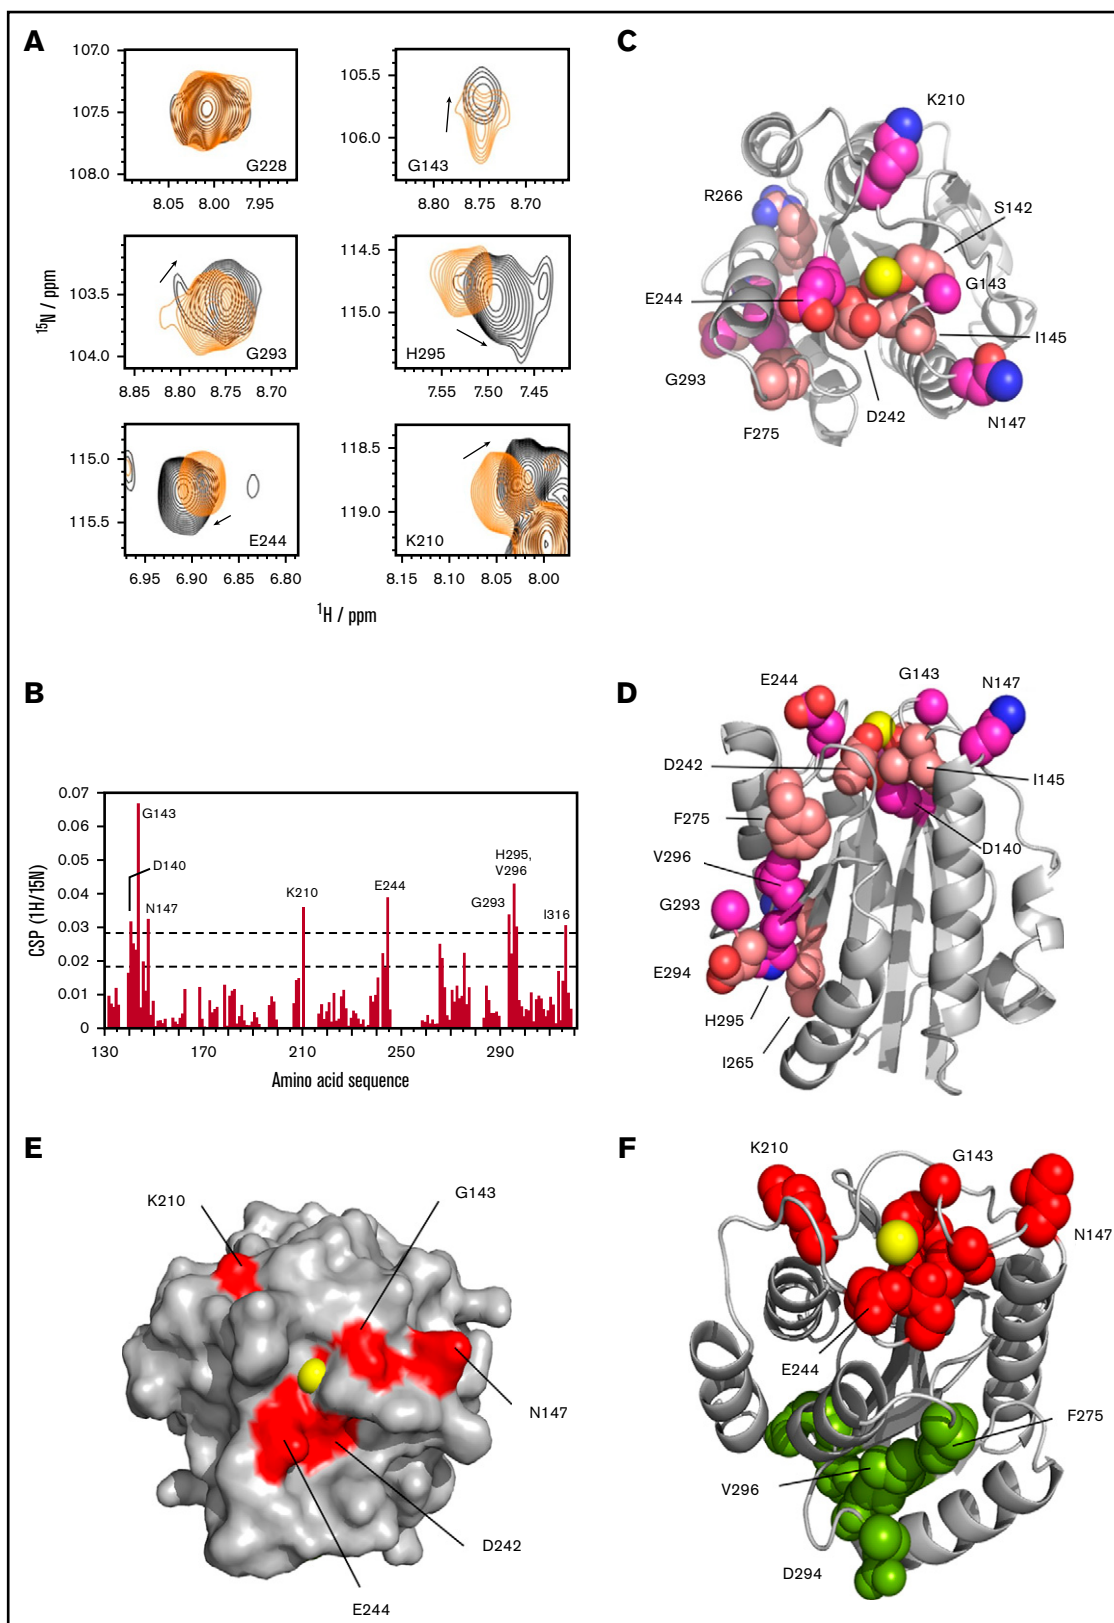 A
107.0
107.5
108.0
G228
8.05 8.00 7.95
105.5
106.0
G143
8.80 8.75 8.70
15N / ppm
103.5
104.0
G293
8.85 8.80 8.75 8.70
114.5
115.0
H295
7.55 7.50 7.45
115.0
115.5
E244
6.95 6.90 6.85 6.80
118.5
119.0
K210
8.15 8.10 8.05 8.00
1H / ppm
B
CSP (1H/15N)
0.07
0.06
0.05
0.04
0.03
0.02
0.01
0
G143
D140
N147
K210
E244
H295,
V296
G293
I316
130 170 210 250 290
Amino acid sequence
C
K210
R266
S142
G143
E244
I145
G293
D242
N147
F275
D
E244
G143
N147
D242
I145
F275
D140
V296
G293
E294
H295
I265
E
K210
G143
N147
D242
E244
F
K210
G143
N147
E244
F275
V296
D294